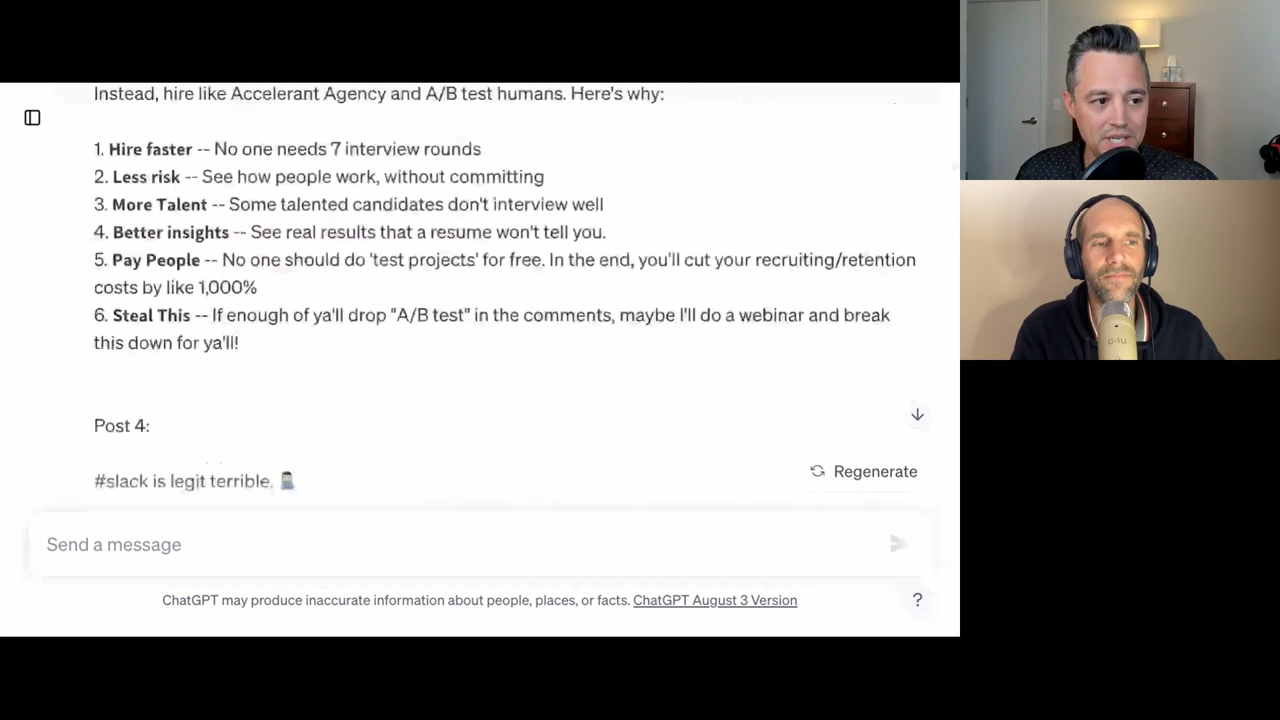 Instead, hire like Accelerant Agency and A/B test humans. Here's why:
1. Hire faster -- No one needs 7 interview rounds
2. Less risk -- See how people work, without committing
3. More Talent -- Some talented candidates don't interview well
4. Better insights -- See real results that a resume won't tell you.
5. Pay People -- No one should do 'test projects' for free. In the end, you'll cut your recruiting/retention
costs by like 1,000%
6. Steal This -- If enough of ya'll drop "A/B test" in the comments, maybe I'll do a webinar and break
this down for ya'll!
Post 4:
Regenerate
#slack is legit terrible.
Send a message
ChatGPT may produce inaccurate information about people, places, or facts. ChatGPT August 3 Version
?
C-1U